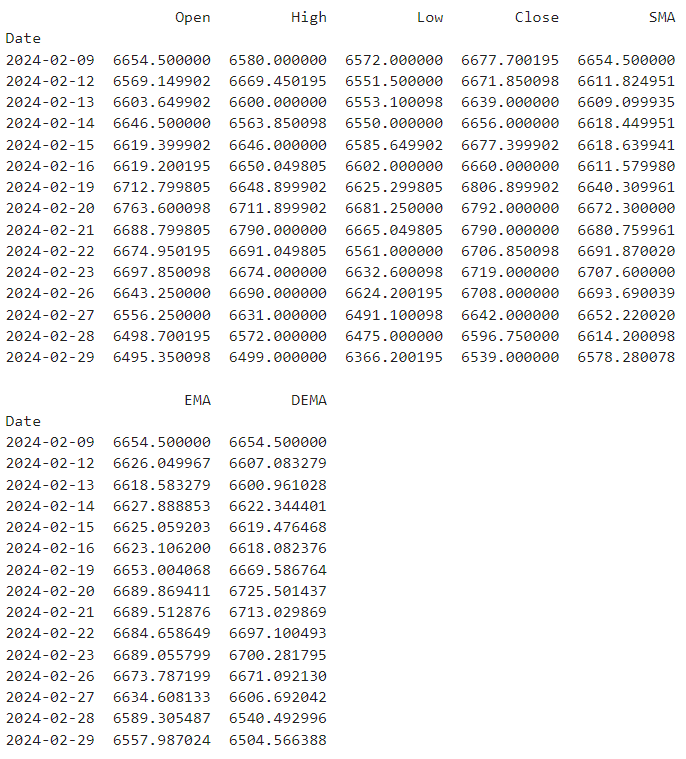 Open High Low Close SMA
Date
2024-02-09 6654.500000 6580.000000 6572.000000 6677.700195 6654.500000
2024-02-12 6569.149902 6669.450195 6551.500000 6671.850098 6611.824951
2024-02-13 6603.649902 6600.000000 6553.100098 6639.000000 6609.099935
2024-02-14 6646.500000 6563.850098 6550.000000 6656.000000 6618.449951
2024-02-15 6619.399902 6646.000000 6585.649902 6677.399902 6618.639941
2024-02-16 6619.200195 6650.049805 6602.000000 6660.000000 6611.579980
2024-02-19 6712.799805 6648.899902 6625.299805 6806.899902 6640.309961
2024-02-20 6763.600098 6711.899902 6681.250000 6792.000000 6672.300000
2024-02-21 6688.799805 6790.000000 6665.049805 6790.000000 6680.759961
2024-02-22 6674.950195 6691.049805 6561.000000 6706.850098 6691.870020
2024-02-23 6697.850098 6674.000000 6632.600098 6719.000000 6707.600000
2024-02-26 6643.250000 6690.000000 6624.200195 6708.000000 6693.690039
2024-02-27 6556.250000 6631.000000 6491.100098 6642.000000 6652.220020
2024-02-28 6498.700195 6572.000000 6475.000000 6596.750000 6614.200098
2024-02-29 6495.350098 6499.000000 6366.200195 6539.000000 6578.280078
EMA DEMA
Date
2024-02-09 6654.500000 6654.500000
2024-02-12 6626.049967 6607.083279
2024-02-13 6618.583279 6600.961028
2024-02-14 6627.888853 6622.344401
2024-02-15 6625.059203 6619.476468
2024-02-16 6623.106200 6618.082376
2024-02-19 6653.004068 6669.586764
2024-02-20 6689.869411 6725.501437
2024-02-21 6689.512876 6713.029869
2024-02-22 6684.658649 6697.100493
2024-02-23 6689.055799 6700.281795
2024-02-26 6673.787199 6671.092130
2024-02-27 6634.608133 6606.692042
2024-02-28 6589.305487 6540.492996
2024-02-29 6557.987024 6504.566388